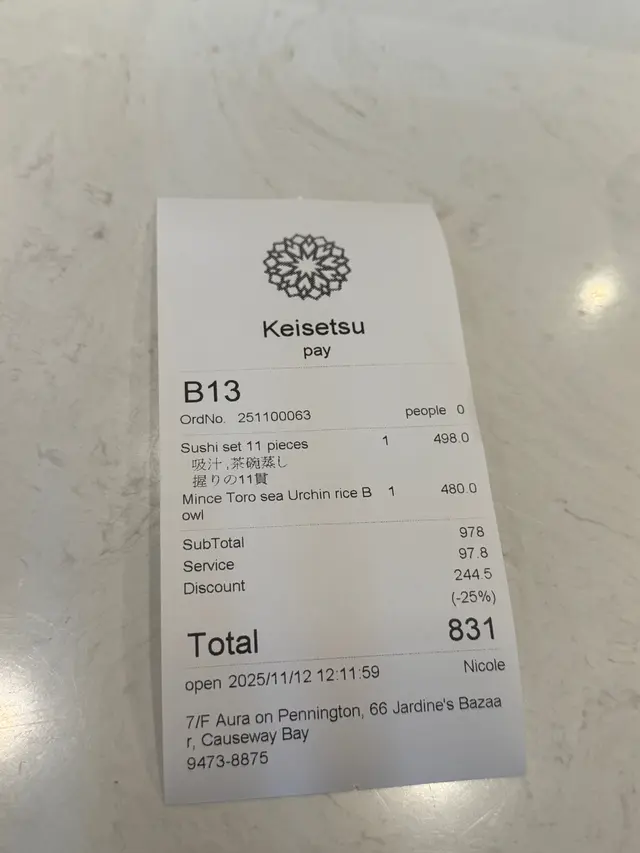 Keisetsu
pay
B13
OrdNo. 251100063 people 0
Sushi set 11 pieces 1 498.0
吸汁,茶碗蒸し
握りの11貫
Mince Toro sea Urchin rice B 1 480.0
owl
SubTotal 978
Service 97.8
Discount 244.5
(-25%)
Total 831
open 2025/11/12 12:11:59 Nicole
7/F Aura on Pennington, 66 Jardine's Bazaa
r, Causeway Bay
9473-8875